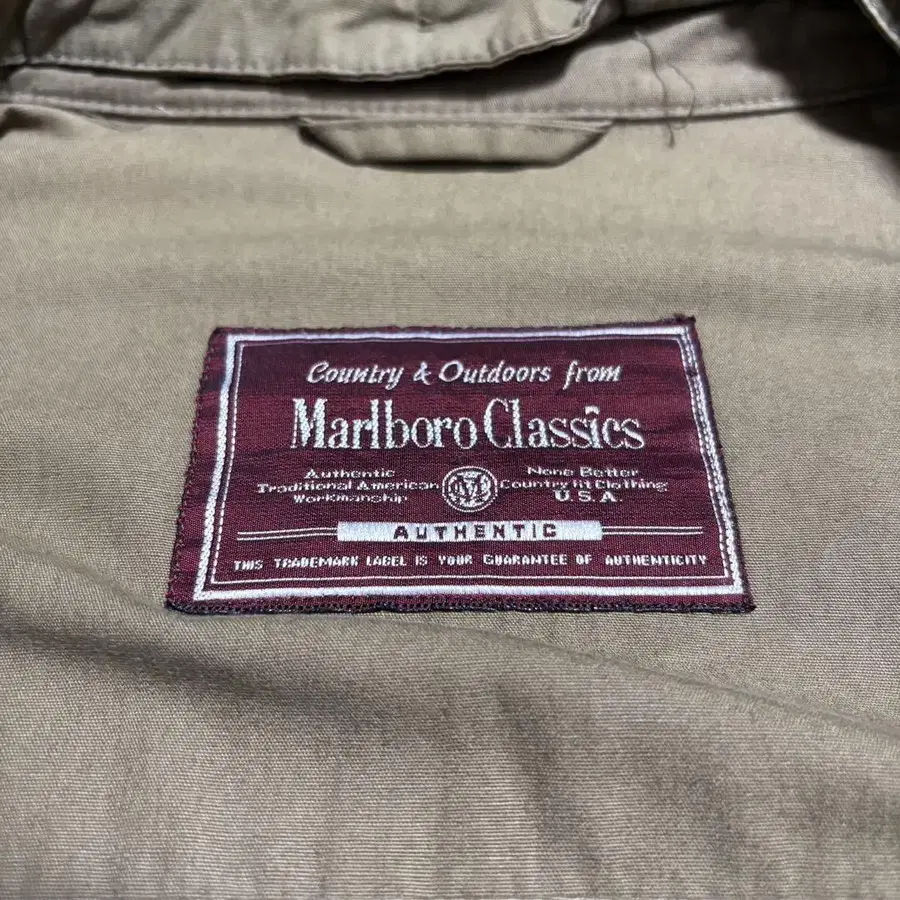 Country & Outdoors from
Marlboro Classics
Authentic
Traditional American
Workmanship
None Better
Country fit Clothing
U.S.A.
AUTHENTIC
THIS TRADEMARK LABEL IS YOUR GUARANTEE OF AUTHENTICITY